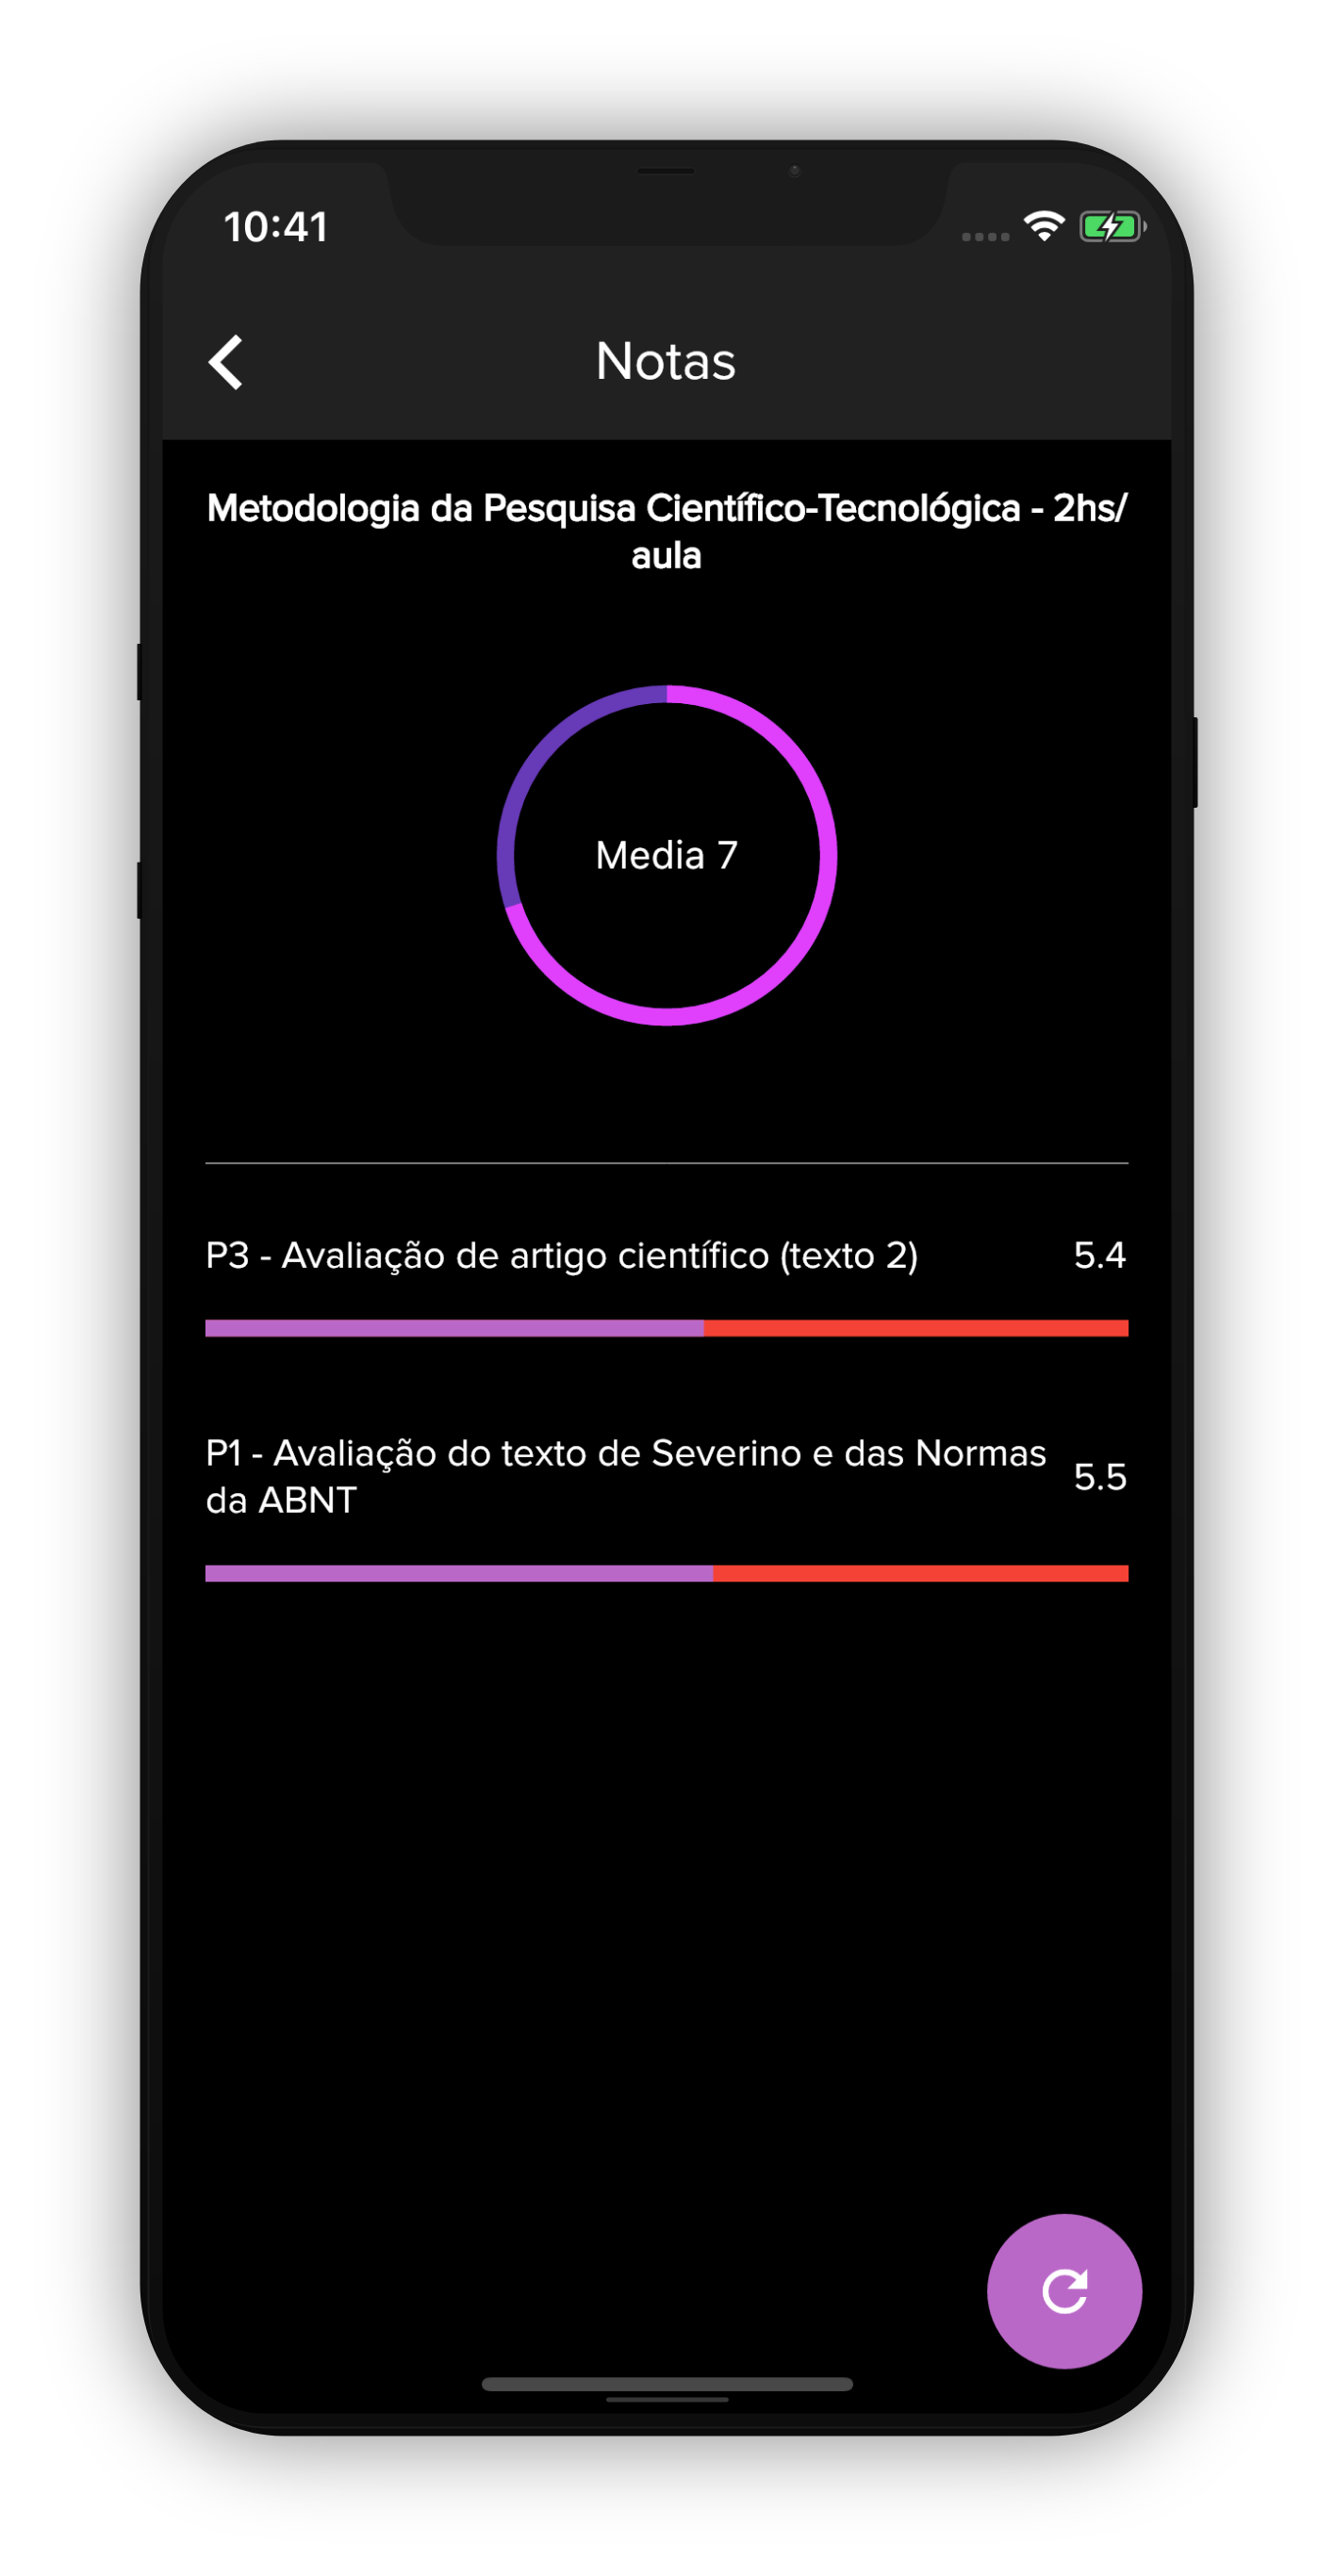 10:41
Notas
Metodologia da Pesquisa Científico-Tecnológica - 2hs/
aula
Media 7
P3 - Avaliação de artigo científico (texto 2)
5.4
P1 - Avaliação do texto de Severino e das Normas
da ABNT
5.5